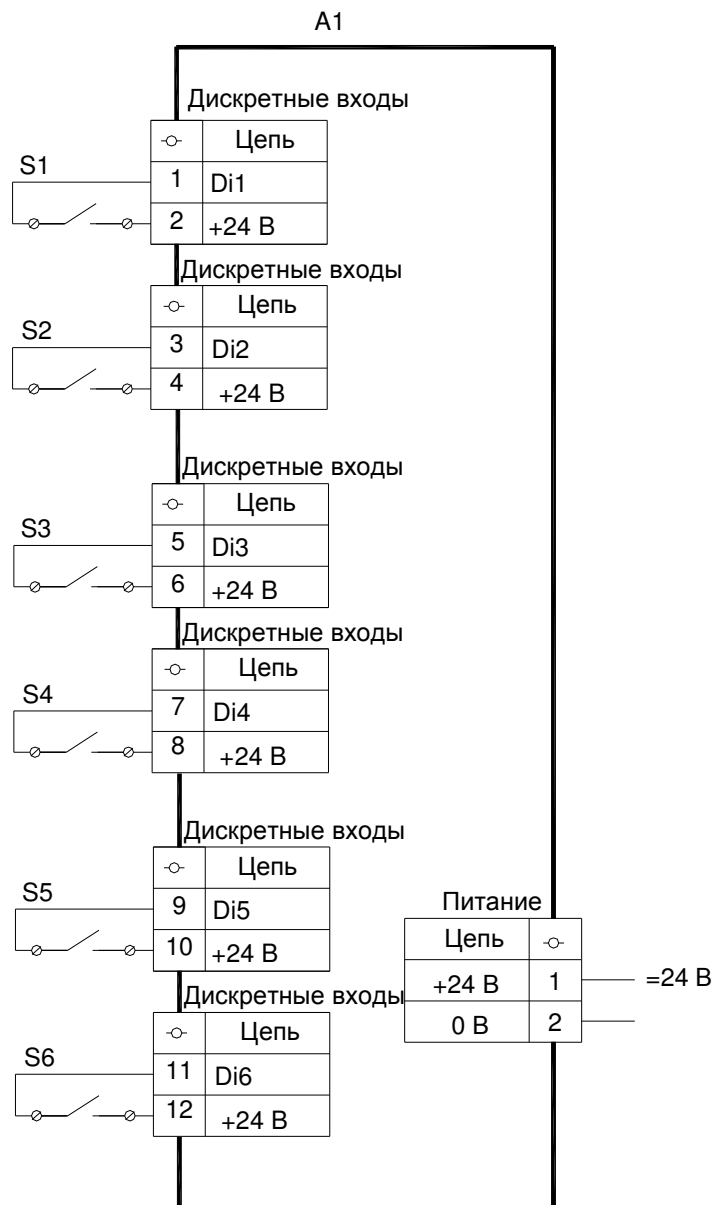 A1
Дискретные входы
Цепь
S1
1 Di1
2 +24 В
Дискретные входы
Цепь
S2
3 Di2
4 +24 В
Дискретные входы
Цепь
S3
5 Di3
6 +24 В
Дискретные входы
Цепь
S4
7 Di4
8 +24 В
Дискретные входы
Цепь
S5
9 Di5
10 +24 В
Питание
Цепь
+24 В 1 =24 В
0 В 2
Дискретные входы
Цепь
S6
11 Di6
12 +24 В